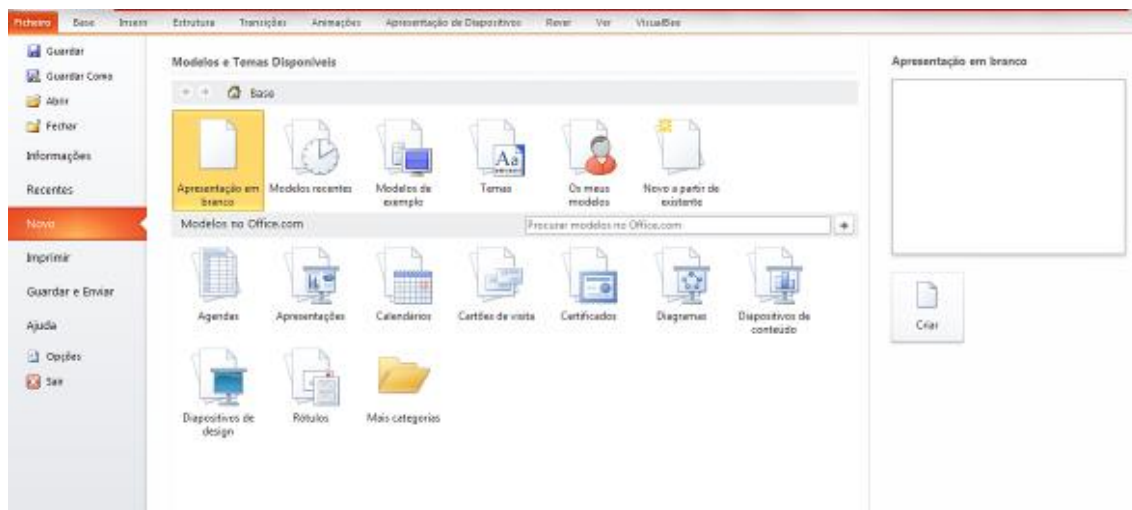 Ficheiro Base Inserir Estrutura Transições Animações Apresentação de Diapositivos Rever Ver VisualBee
Guardar
Guardar Como
Abrir
Fechar
Informações
Recentes
Novo
Imprimir
Guardar e Enviar
Ajuda
Opções
Sair
Modelos e Temas Disponíveis
Base
Apresentação em branco
Modelos recentes
Modelos de exemplo
Aa
Temas
Os meus modelos
Novo a partir de existente
Modelos no Office.com
Procurar modelos no Office.com
Agendas
Apresentações
Calendários
Cartões de visita
Certificados
Diagramas
Diapositivos de conteúdo
Diapositivos de design
Rótulos
Mais categorias
Apresentação em branco
Criar